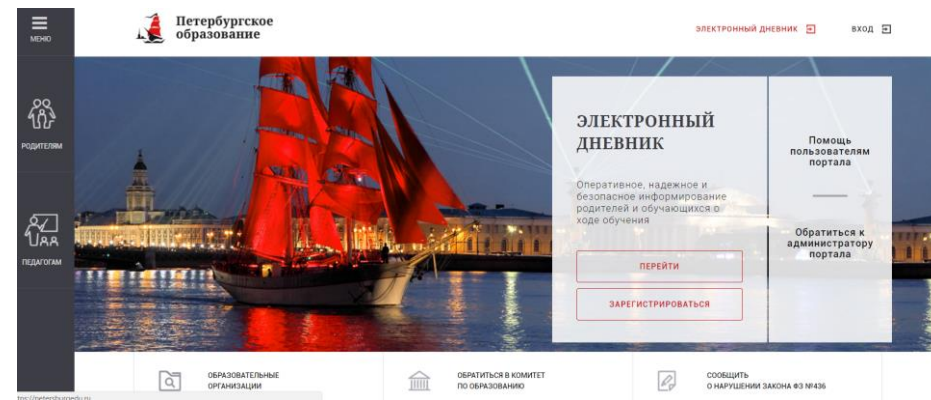 МЕНЮ
Петербургское
образование
ЭЛЕКТРОННЫЙ ДНЕВНИК
ВХОД
РОДИТЕЛЯМ
ПЕДАГОГАМ
ЭЛЕКТРОННЫЙ
ДНЕВНИК
Оперативное, надежное и
безопасное информирование
родителей и обучающихся о
ходе обучения
ПЕРЕЙТИ
ЗАРЕГИСТРИРОВАТЬСЯ
Помощь
пользователям
портала
Обратиться к
администратору
портала
ОБРАЗОВАТЕЛЬНЫЕ
ОРГАНИЗАЦИИ
ОБРАТИТЬСЯ В КОМИТЕТ
ПО ОБРАЗОВАНИЮ
СООБЩИТЬ
О НАРУШЕНИИ ЗАКОНА ФЗ №436